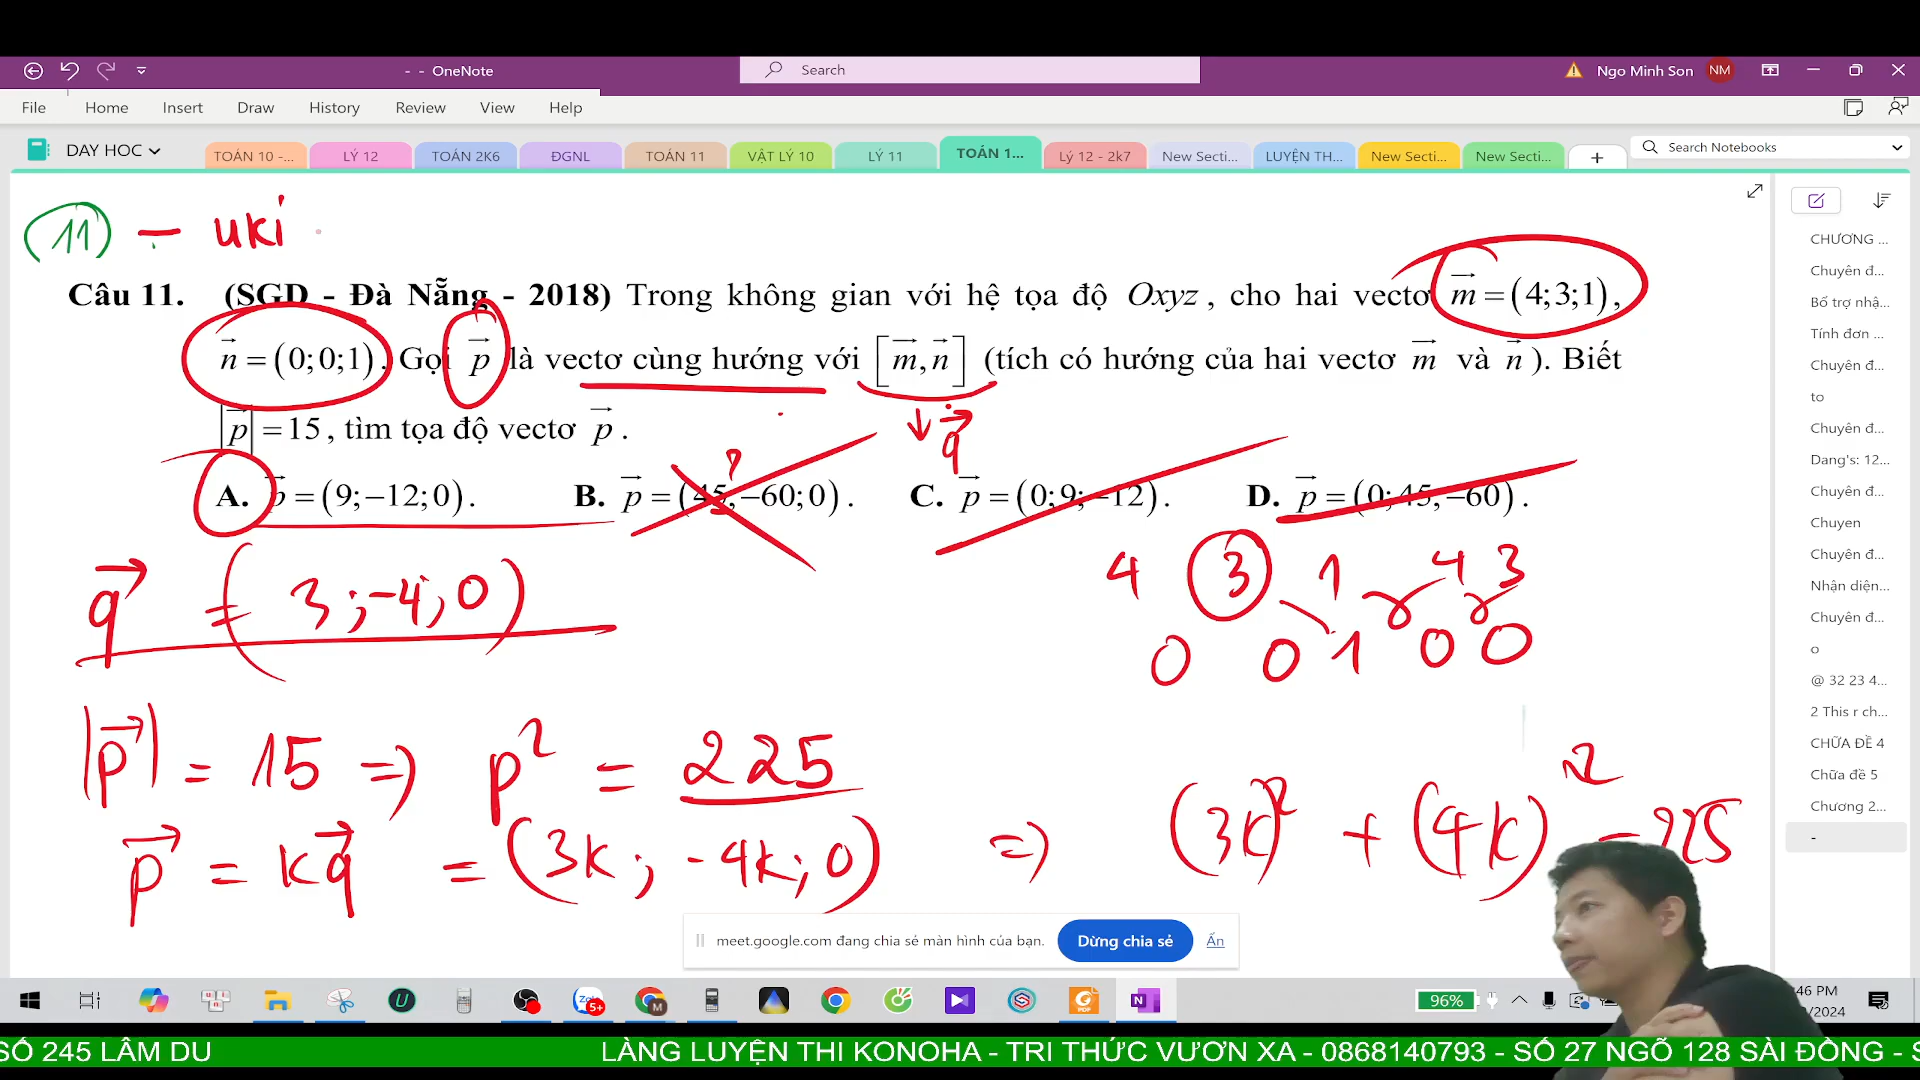 - - OneNote
Search
Ngo Minh Son NM
File Home Insert Draw History Review View Help
DAY HOC
TOÁN 10 -... LÝ 12 TOÁN 2K6 ĐGNL TOÁN 11 VẬT LÝ 10 LÝ 11 TOÁN 1... Lý 12 - 2k7 New Secti... LUYỆN TH... New Secti... New Secti... +
Search Notebooks
11 - uki
Câu 11. (SGD - Đà Nẵng - 2018) Trong không gian với hệ tọa độ Oxyz, cho hai vectơ m⃗ = (4;3;1),
n⃗ = (0;0;1). Gọi p⃗ là vectơ cùng hướng với [m⃗, n⃗] (tích có hướng của hai vectơ m⃗ và n⃗). Biết
|p⃗| = 15, tìm tọa độ vectơ p⃗.
q⃗
A. p⃗ = (9;−12;0). B. p⃗ = (45;−60;0). C. p⃗ = (0;9;−12). D. p⃗ = (0;45;−60).
q⃗ = (3;-4;0)
4 3 1 4 3
0 0 1 0 0
|p⃗| = 15 => p² = 225
p⃗ = kq⃗ = (3k; -4k; 0) => (3k)² + (4k)² = 225
CHƯƠNG ...
Chuyên đ...
Bố trợ nhậ...
Tính đơn ...
Chuyên đ...
to
Chuyên đ...
Dang's: 12...
Chuyên đ...
Chuyen
Chuyên đ...
Nhận diện...
Chuyên đ...
o
@ 32 23 4...
2 This r ch...
CHỮA ĐỀ 4
Chữa đề 5
Chương 2...
-
meet.google.com đang chia sẻ màn hình của bạn. Dừng chia sẻ Ẩn
96%
46 PM
/2024
SỐ 245 LÂM DU LÀNG LUYỆN THI KONOHA - TRI THỨC VƯƠN XA - 0868140793 - SỐ 27 NGÕ 128 SÀI ĐỒNG -